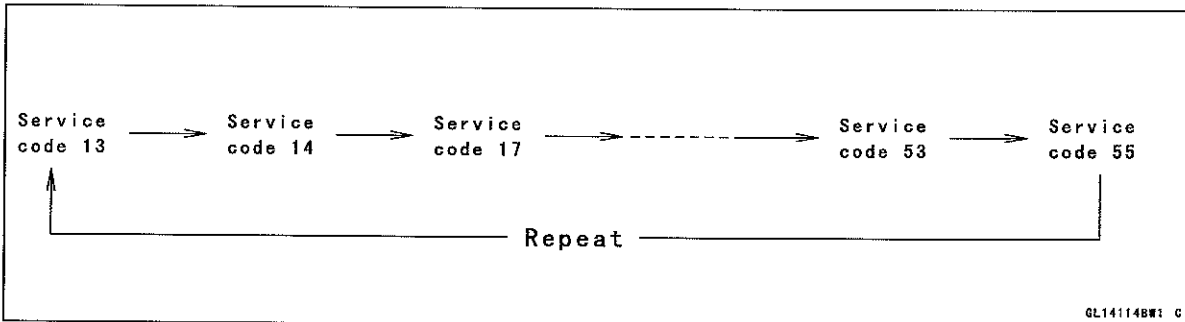 Service
code 13
Service
code 14
Service
code 17
Service
code 53
Service
code 55
Repeat
GL14114BW1 C